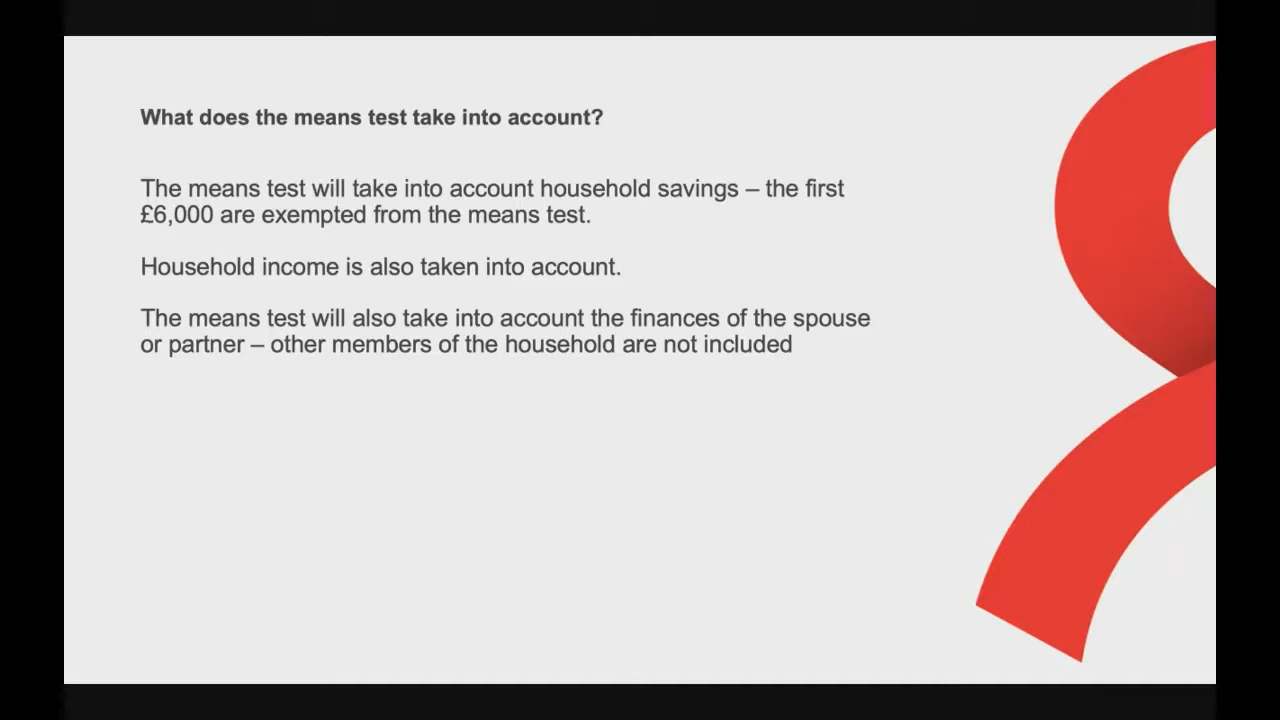 What does the means test take into account?
The means test will take into account household savings – the first
£6,000 are exempted from the means test.
Household income is also taken into account.
The means test will also take into account the finances of the spouse
or partner – other members of the household are not included